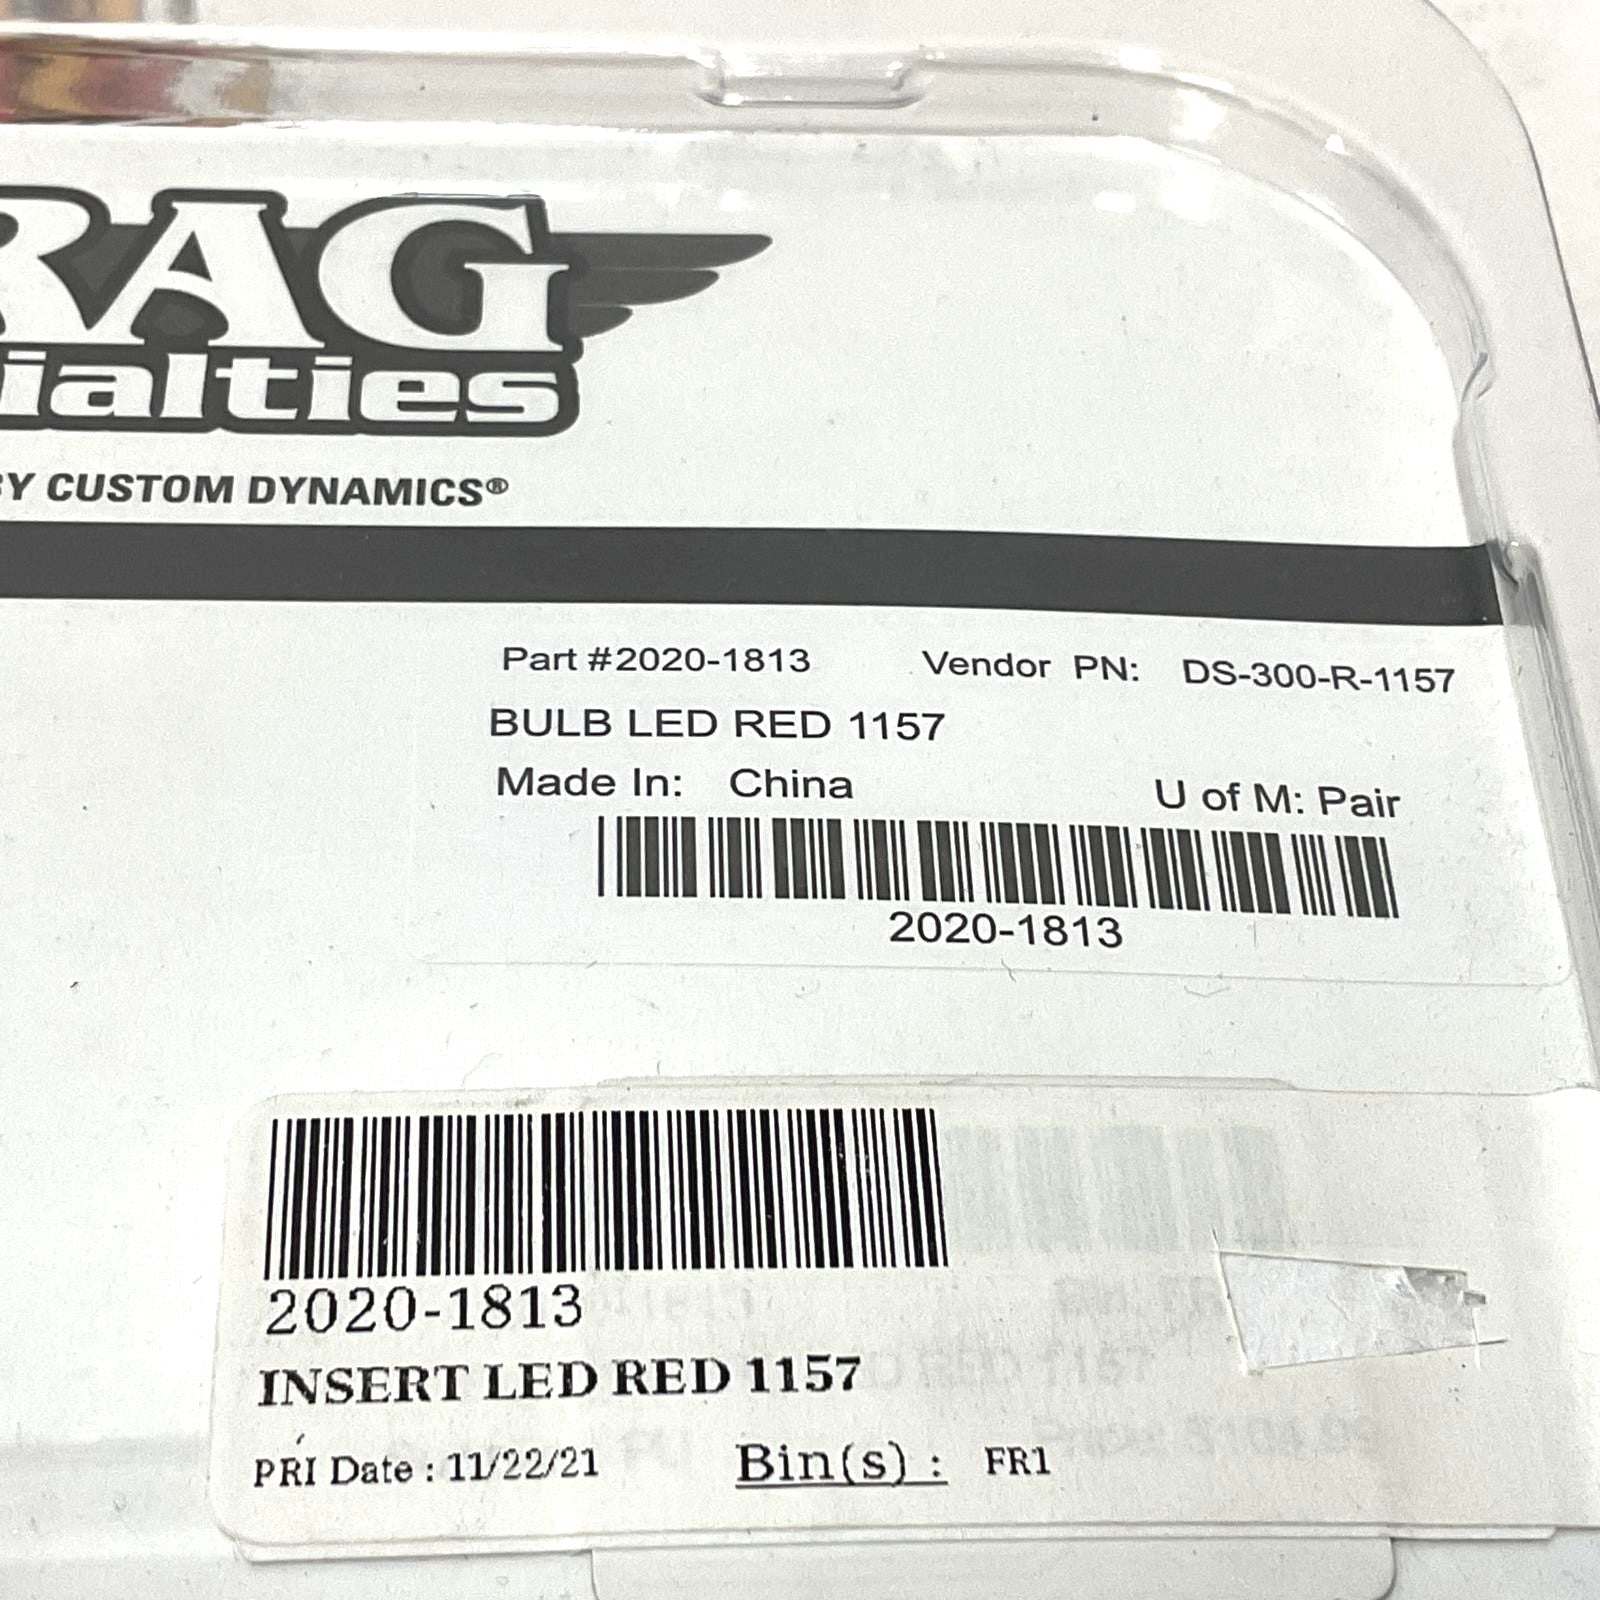 RAG
ialties
BY CUSTOM DYNAMICS®
Part #2020-1813 Vendor PN: DS-300-R-1157
BULB LED RED 1157
Made In: China U of M: Pair
2020-1813
2020-1813
INSERT LED RED 1157
PRI Date : 11/22/21 Bin(s) : FR1